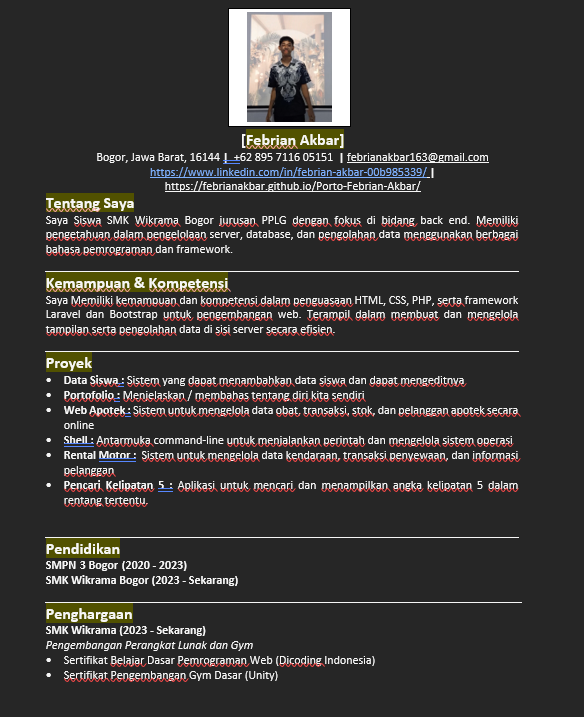 [Febrian Akbar]
Bogor, Jawa Barat, 16144 | +62 895 7116 05151 | febrianakbar163@gmail.com
https://www.linkedin.com/in/febrian-akbar-00b985339/ |
https://febrianakbar.github.io/Porto-Febrian-Akbar/
Tentang Saya
Saya Siswa SMK Wikrama Bogor jurusan PPLG dengan fokus di bidang back end. Memiliki
pengetahuan dalam pengelolaan server, database, dan pengolahan data menggunakan berbagai
bahasa pemrograman dan framework.
Kemampuan & Kompetensi
Saya Memiliki kemampuan dan kompetensi dalam penguasaan HTML, CSS, PHP, serta framework
Laravel dan Bootstrap untuk pengembangan web. Terampil dalam membuat dan mengelola
tampilan serta pengolahan data di sisi server secara efisien.
Proyek
• Data Siswa : Sistem yang dapat menambahkan data siswa dan dapat mengeditnya
• Portofolio : Menjelaskan / membahas tentang diri kita sendiri
• Web Apotek : Sistem untuk mengelola data obat, transaksi, stok, dan pelanggan apotek secara
online
• Shell : Antarmuka command-line untuk menjalankan perintah dan mengelola sistem operasi
• Rental Motor : Sistem untuk mengelola data kendaraan, transaksi penyewaan, dan informasi
pelanggan
• Pencari Kelipatan 5 : Aplikasi untuk mencari dan menampilkan angka kelipatan 5 dalam
rentang tertentu.
Pendidikan
SMPN 3 Bogor (2020 - 2023)
SMK Wikrama Bogor (2023 - Sekarang)
Penghargaan
SMK Wikrama (2023 - Sekarang)
Pengembangan Perangkat Lunak dan Gym
• Sertifikat Belajar Dasar Pemrograman Web (Dicoding Indonesia)
• Sertifikat Pengembangan Gym Dasar (Unity)